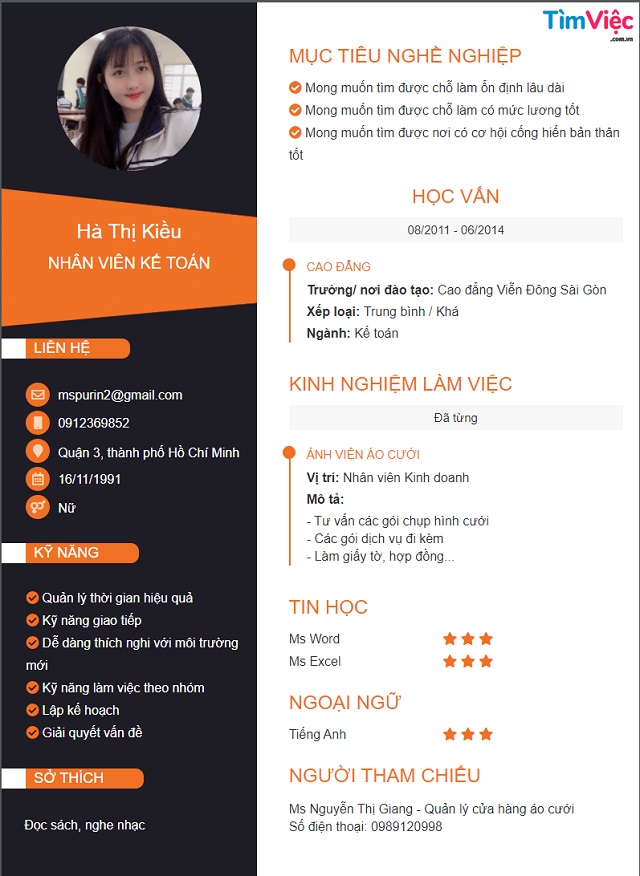 TìmViệc
.com.vn
Hà Thị Kiều
NHÂN VIÊN KẾ TOÁN
LIÊN HỆ
mspurin2@gmail.com
0912369852
Quận 3, thành phố Hồ Chí Minh
16/11/1991
Nữ
KỸ NĂNG
Quản lý thời gian hiệu quả
Kỹ năng giao tiếp
Dễ dàng thích nghi với môi trường
mới
Kỹ năng làm việc theo nhóm
Lập kế hoạch
Giải quyết vấn đề
SỞ THÍCH
Đọc sách, nghe nhạc
MỤC TIÊU NGHỀ NGHIỆP
Mong muốn tìm được chỗ làm ổn định lâu dài
Mong muốn tìm được chỗ làm có mức lương tốt
Mong muốn tìm được nơi có cơ hội cống hiến bản thân
tốt
HỌC VẤN
08/2011 - 06/2014
CAO ĐẲNG
Trường/ nơi đào tạo: Cao đẳng Viễn Đông Sài Gòn
Xếp loại: Trung bình / Khá
Ngành: Kế toán
KINH NGHIỆM LÀM VIỆC
Đã từng
ẢNH VIỆN ÁO CƯỚI
Vị trí: Nhân viên Kinh doanh
Mô tả:
- Tư vấn các gói chụp hình cưới
- Các gói dịch vụ đi kèm
- Làm giấy tờ, hợp đồng...
TIN HỌC
Ms Word
Ms Excel
NGOẠI NGỮ
Tiếng Anh
NGƯỜI THAM CHIẾU
Ms Nguyễn Thị Giang - Quản lý cửa hàng áo cưới
Số điện thoại: 0989120998